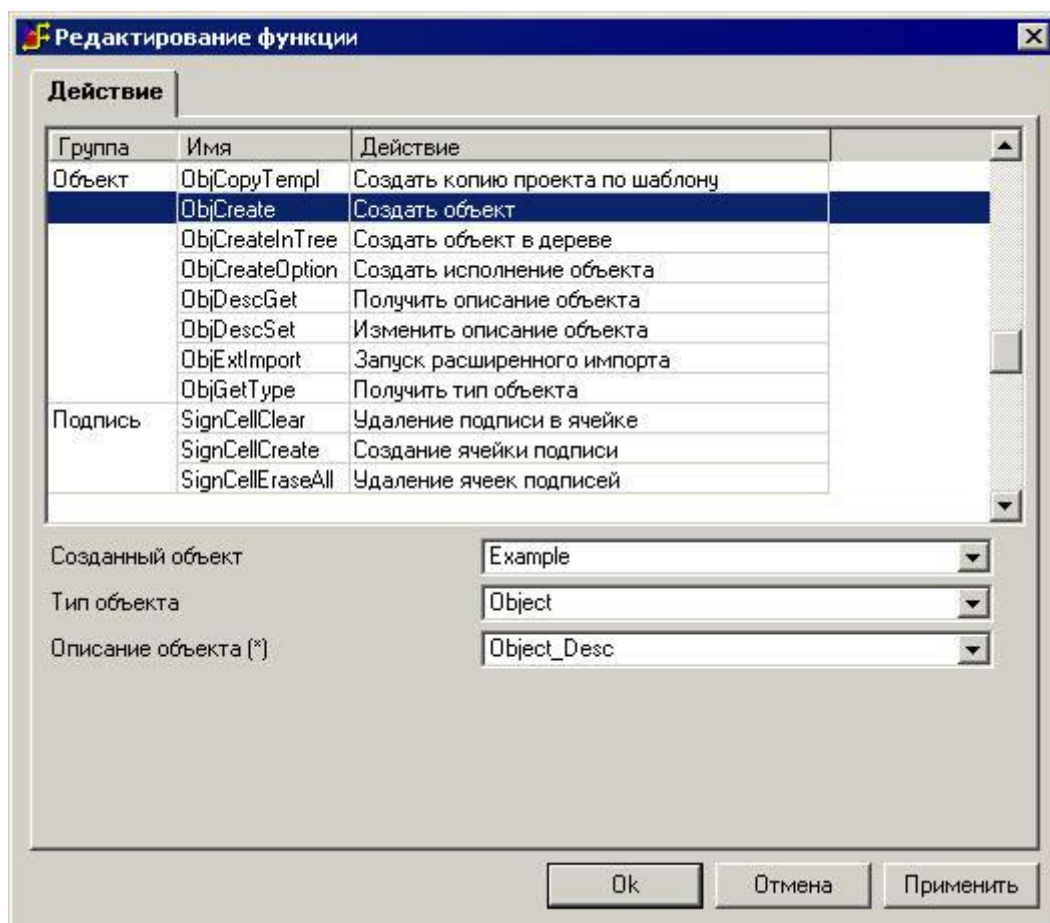 Редактирование функции
Действие
Группа Имя Действие
Объект ObjCopyTempl Создать копию проекта по шаблону
ObjCreate Создать объект
ObjCreateInTree Создать объект в дереве
ObjCreateOption Создать исполнение объекта
ObjDescGet Получить описание объекта
ObjDescSet Изменить описание объекта
ObjExtImport Запуск расширенного импорта
ObjGetType Получить тип объекта
Подпись SignCellClear Удаление подписи в ячейке
SignCellCreate Создание ячейки подписи
SignCellEraseAll Удаление ячеек подписей
Созданный объект Example
Тип объекта Object
Описание объекта (*) Object_Desc
Ok Отмена Применить